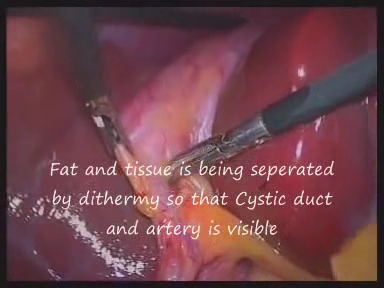 Fat and tissue is being seperated
by dithermy so that Cystic duct
and artery is visible